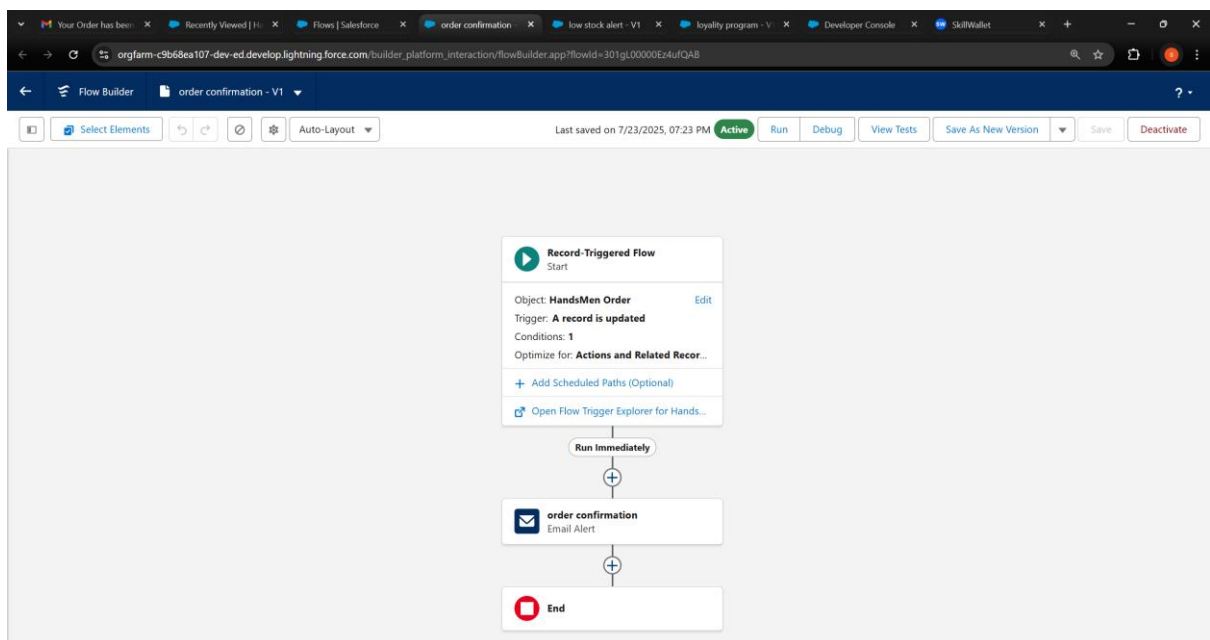 Your Order has been
Recently Viewed | H
Flows | Salesforce
order confirmation -
low stock alert - V1
loyality program - V
Developer Console
SkillWallet
orgfarm-c9b68ea107-dev-ed.develop.lightning.force.com/builder_platform_interaction/flowBuilder.app?flowId=301gL00000Ez4ufQAB
Flow Builder
order confirmation - V1
?
Select Elements
Auto-Layout
Last saved on 7/23/2025, 07:23 PM
Active
Run
Debug
View Tests
Save As New Version
Save
Deactivate
Record-Triggered Flow
Start
Object: HandsMen Order Edit
Trigger: A record is updated
Conditions: 1
Optimize for: Actions and Related Recor...
+ Add Scheduled Paths (Optional)
Open Flow Trigger Explorer for Hands...
Run Immediately
order confirmation
Email Alert
End